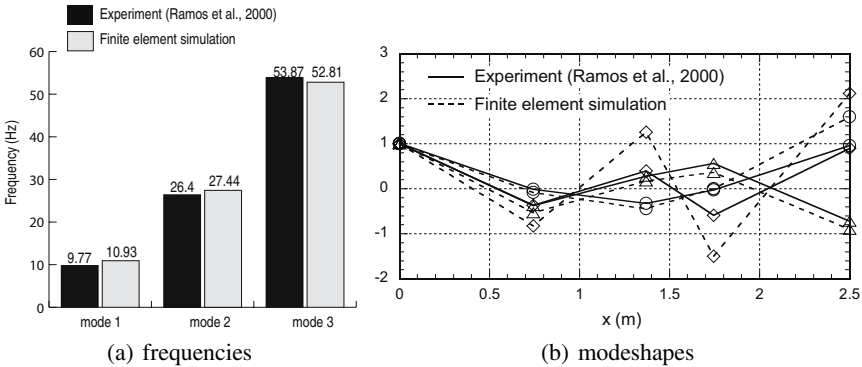 Experiment (Ramos et al., 2000)
Finite element simulation
60
50
40
30
20
10
0
Frequency (Hz)
9.77
10.93
26.4
27.44
53.87
52.81
mode 1
mode 2
mode 3
(a) frequencies
3
2
1
0
-1
-2
Experiment (Ramos et al., 2000)
Finite element simulation
0
0.5
1
1.5
2
2.5
x (m)
(b) modeshapes